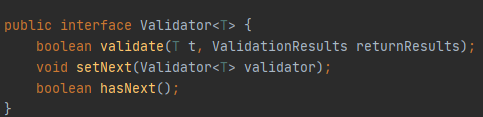 public interface Validator<T> {
    boolean validate(T t, ValidationResults returnResults);
    void setNext(Validator<T> validator);
    boolean hasNext();
}